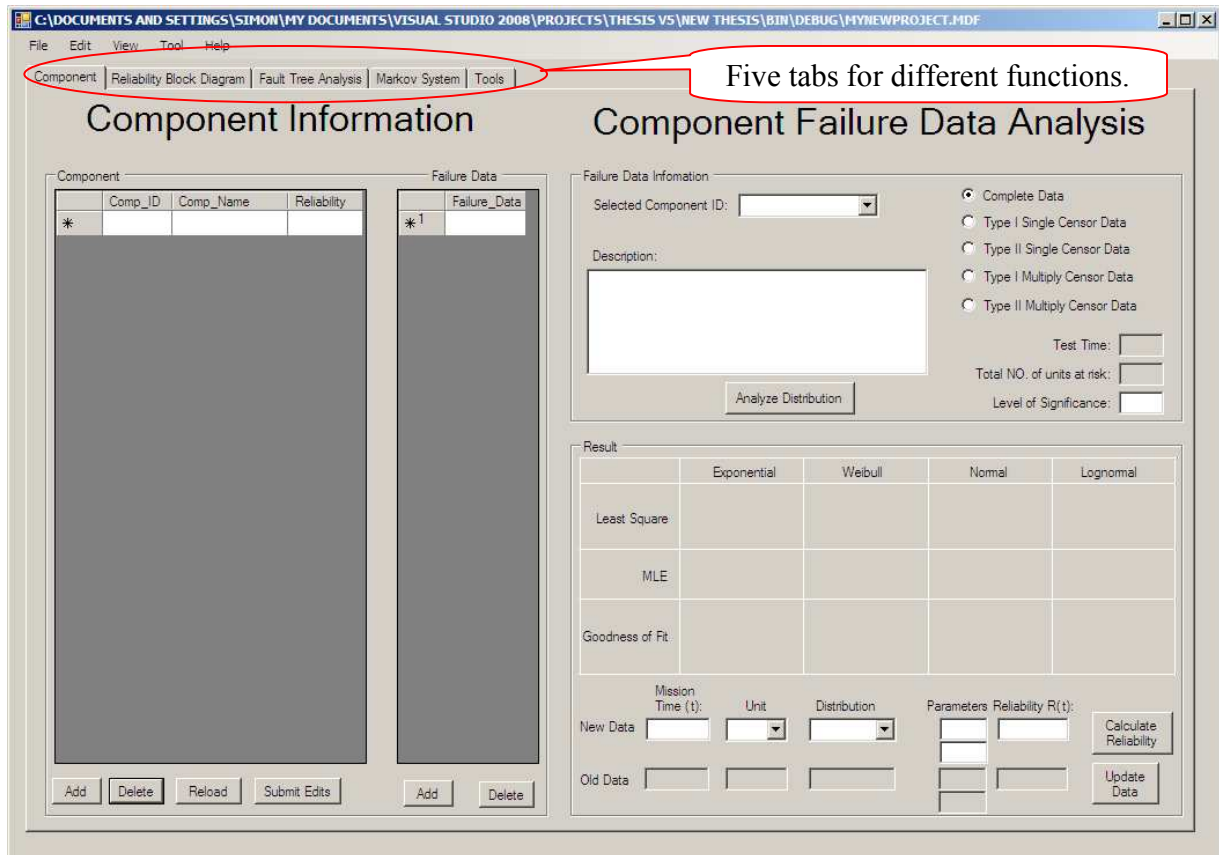 C:\DOCUMENTS AND SETTINGS\SIMON\MY DOCUMENTS\VISUAL STUDIO 2008\PROJECTS\THESIS V5\NEW THESIS\BIN\DEBUG\MYNEWPROJECT.MDF
File Edit View Tool Help
Component Reliability Block Diagram Fault Tree Analysis Markov System Tools
Five tabs for different functions.
Component Information
Component
Comp_ID Comp_Name Reliability
*
Failure Data
Failure_Data
*1
Add Delete Reload Submit Edits
Add Delete
Component Failure Data Analysis
Failure Data Infomation
Selected Component ID:
Description:
Complete Data
Type I Single Censor Data
Type II Single Censor Data
Type I Multiply Censor Data
Type II Multiply Censor Data
Test Time:
Total NO. of units at risk:
Level of Significance:
Analyze Distribution
Result
Exponential Weibull Normal Lognormal
Least Square
MLE
Goodness of Fit
Mission
Time (t): Unit Distribution Parameters Reliability R(t):
New Data
Calculate
Reliability
Old Data
Update
Data